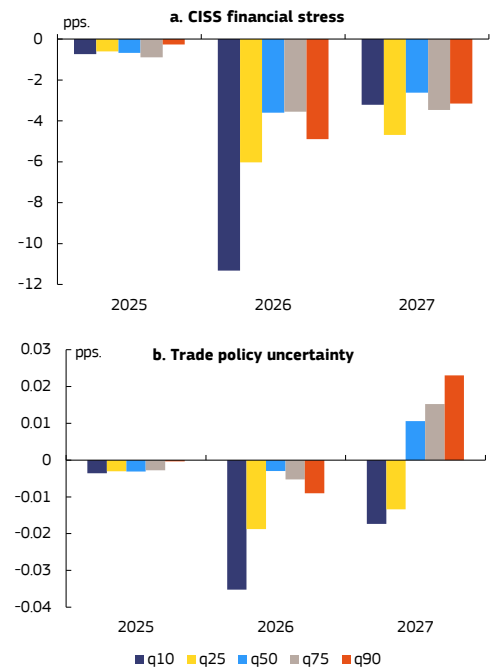 a. CISS financial stress
pps.
0
-2
-4
-6
-8
-10
-12
2025 2026 2027
b. Trade policy uncertainty
pps.
0.03
0.02
0.01
0
-0.01
-0.02
-0.03
-0.04
2025 2026 2027
q10 q25 q50 q75 q90